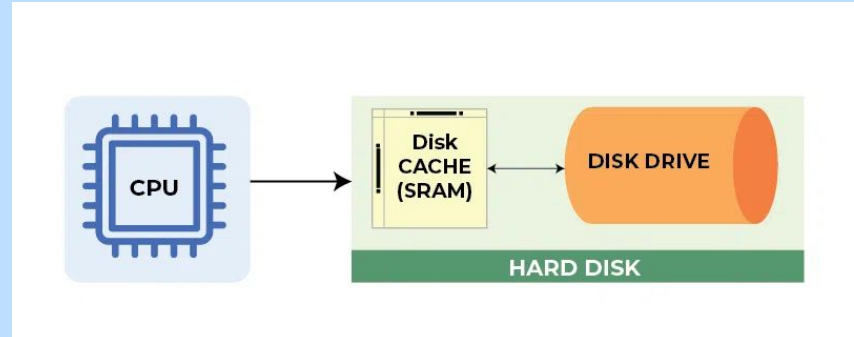 CPU
Disk
CACHE
(SRAM)
DISK DRIVE
HARD DISK